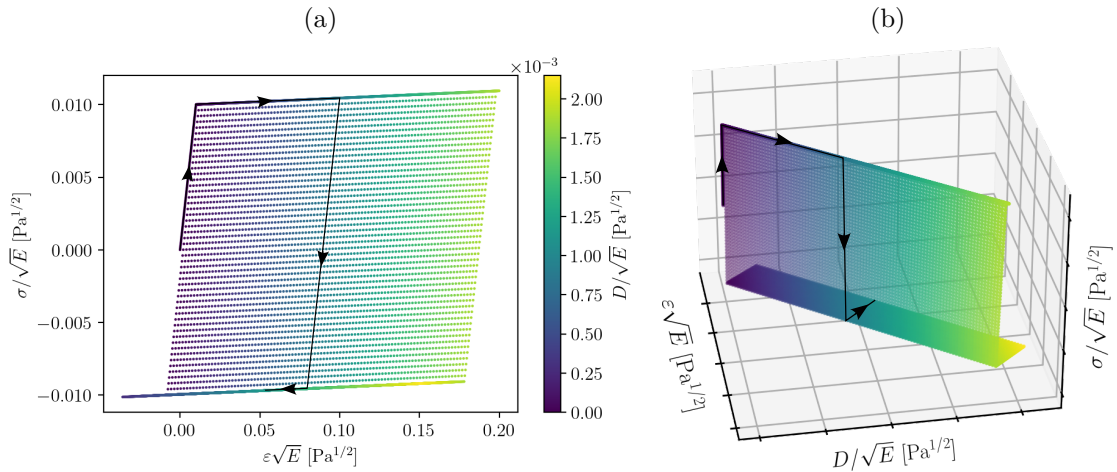 (a)
(b)
×10⁻³
0.010
0.005
0.000
−0.005
−0.010
σ/√E [Pa^{1/2}]
0.00
0.05
0.10
0.15
0.20
ε√E [Pa^{1/2}]
2.00
1.75
1.50
1.25
1.00
0.75
0.50
0.25
0.00
D/√E [Pa^{1/2}]
ε√E [Pa^{1/2}]
D/√E [Pa^{1/2}]
σ/√E [Pa^{1/2}]